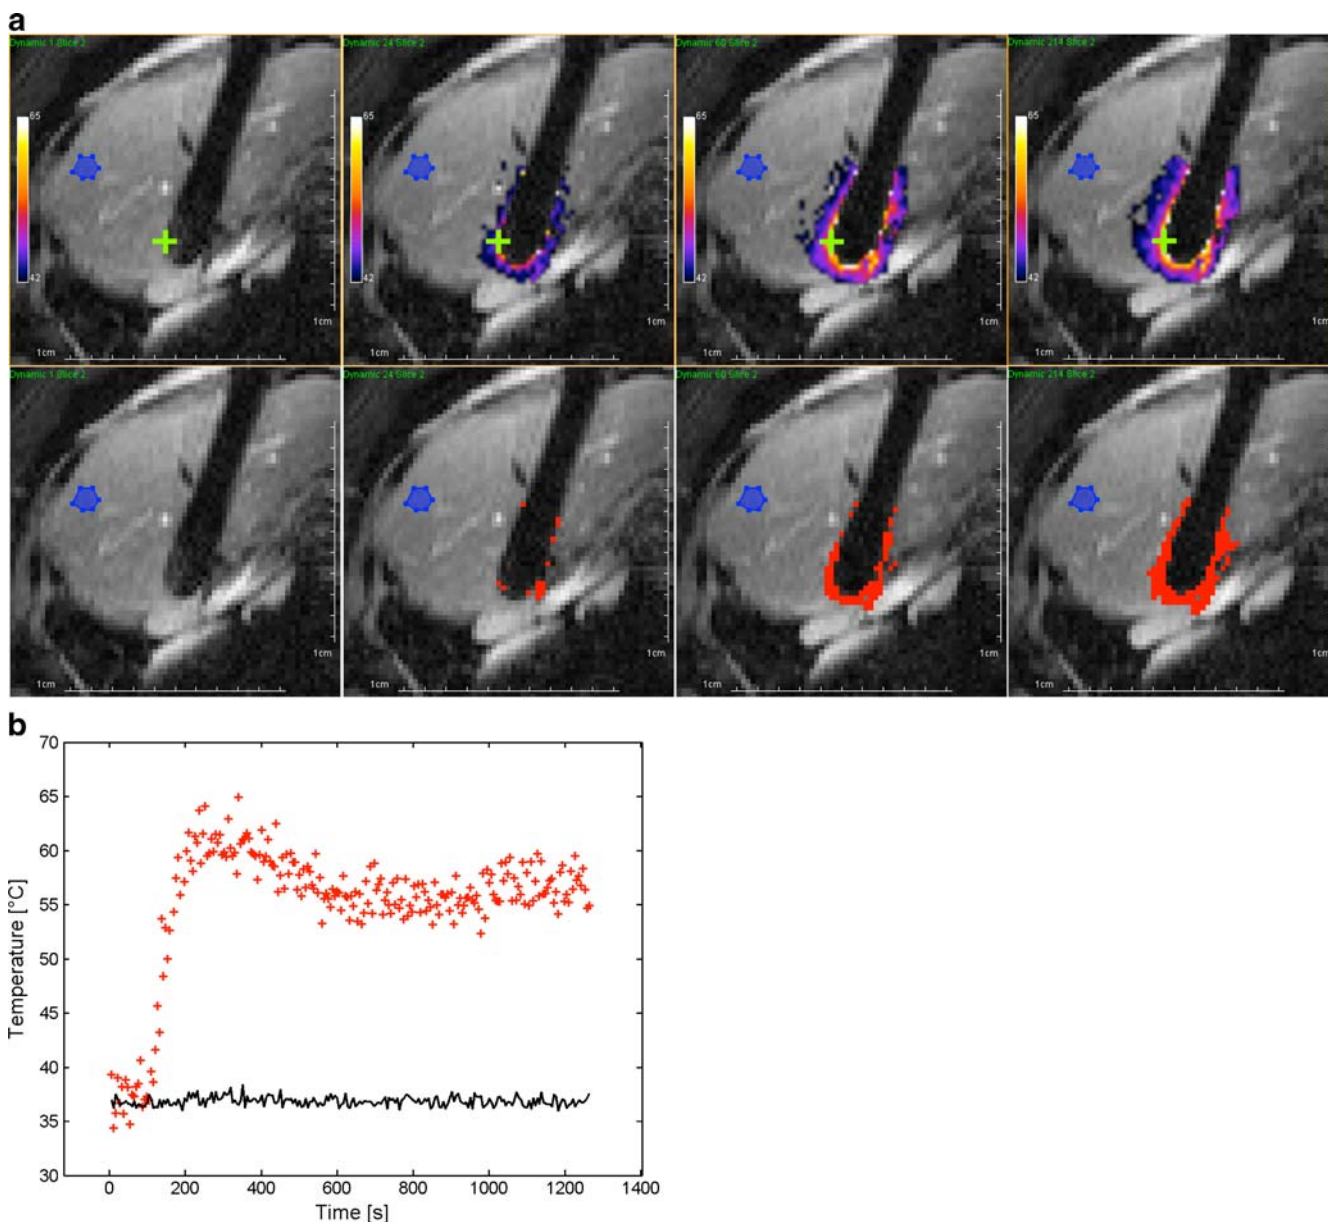 a
Dynamic 1 Slice 2
Dynamic 24 Slice 2
Dynamic 60 Slice 2
Dynamic 214 Slice 2
65
65
65
65
42
42
42
42
1cm
1cm
1cm
1cm
1cm
1cm
1cm
1cm
Dynamic 1 Slice 2
Dynamic 24 Slice 2
Dynamic 60 Slice 2
Dynamic 214 Slice 2
1cm
1cm
1cm
1cm
1cm
1cm
1cm
1cm
b
70
65
60
55
50
45
40
35
30
Temperature [°C]
0 200 400 600 800 1000 1200 1400
Time [s]